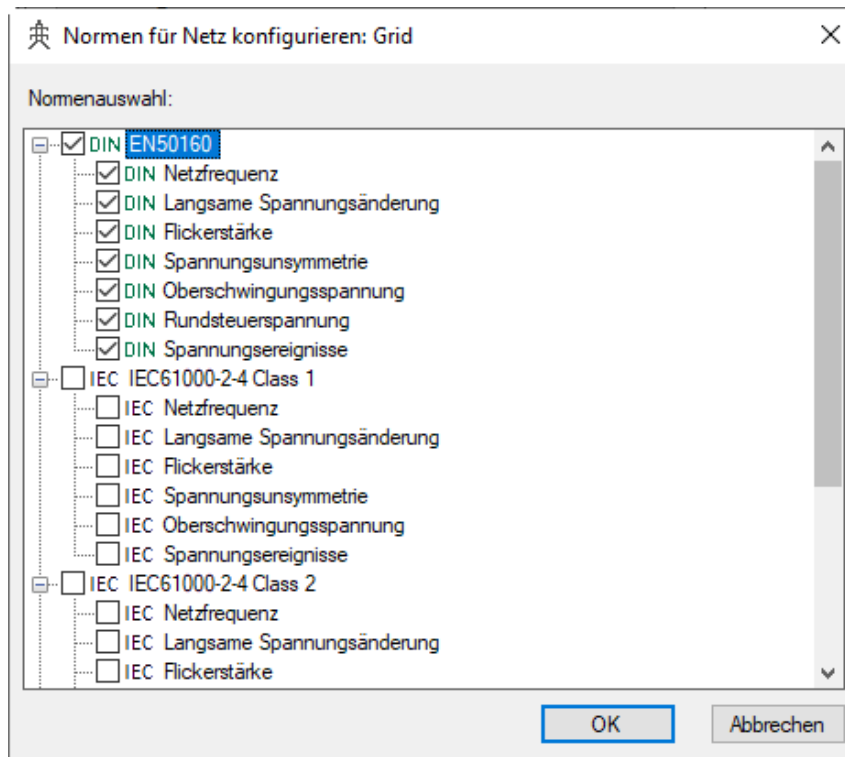 Normen für Netz konfigurieren: Grid
Normenauswahl:
DIN EN50160
DIN Netzfrequenz
DIN Langsame Spannungsänderung
DIN Flickerstärke
DIN Spannungsunsymmetrie
DIN Oberschwingungsspannung
DIN Rundsteuerspannung
DIN Spannungsereignisse
IEC IEC61000-2-4 Class 1
IEC Netzfrequenz
IEC Langsame Spannungsänderung
IEC Flickerstärke
IEC Spannungsunsymmetrie
IEC Oberschwingungsspannung
IEC Spannungsereignisse
IEC IEC61000-2-4 Class 2
IEC Netzfrequenz
IEC Langsame Spannungsänderung
IEC Flickerstärke
OK Abbrechen